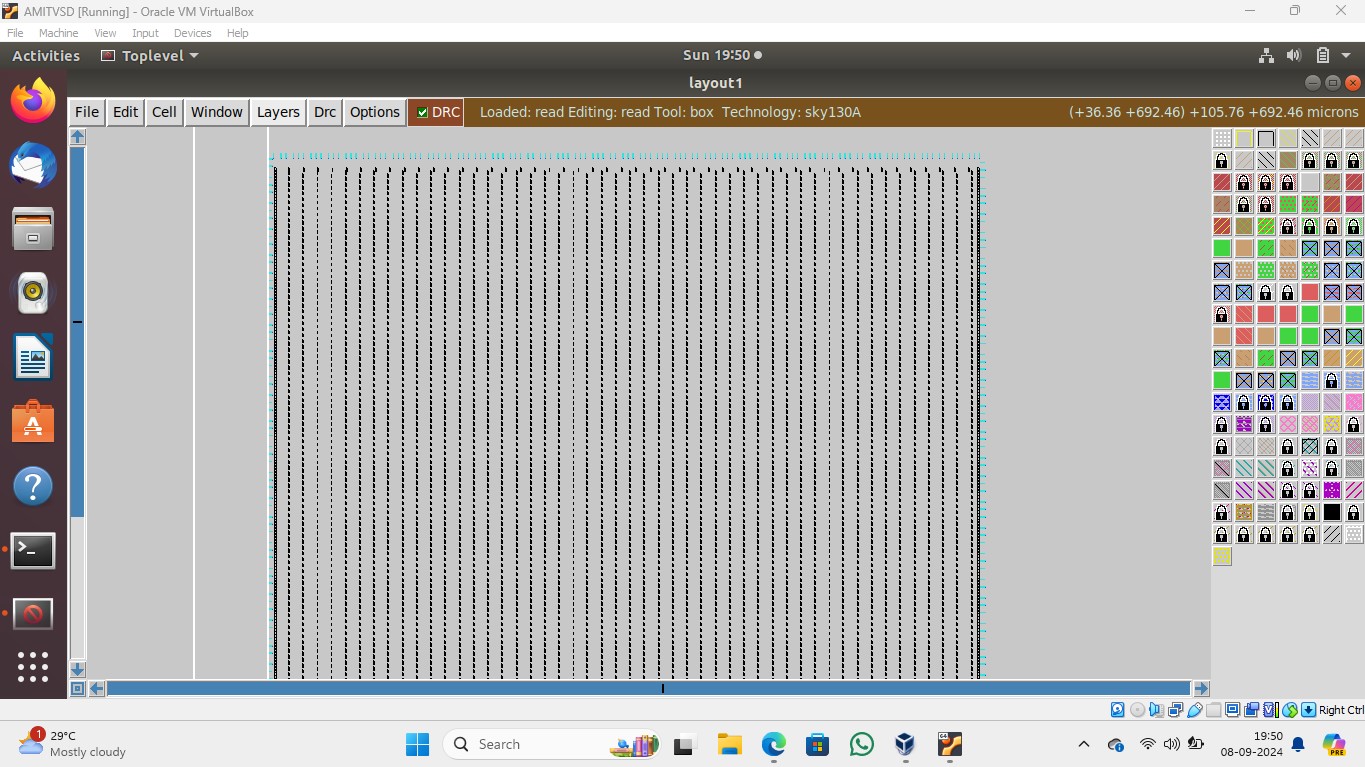 AMITVSD [Running] - Oracle VM VirtualBox
File Machine View Input Devices Help
Activities Toplevel Sun 19:50
layout1
File Edit Cell Window Layers Drc Options DRC Loaded: read Editing: read Tool: box Technology: sky130A (+36.36 +692.46) +105.76 +692.46 microns
Right Ctrl
1
29°C
Mostly cloudy
Search
19:50
08-09-2024
PRE